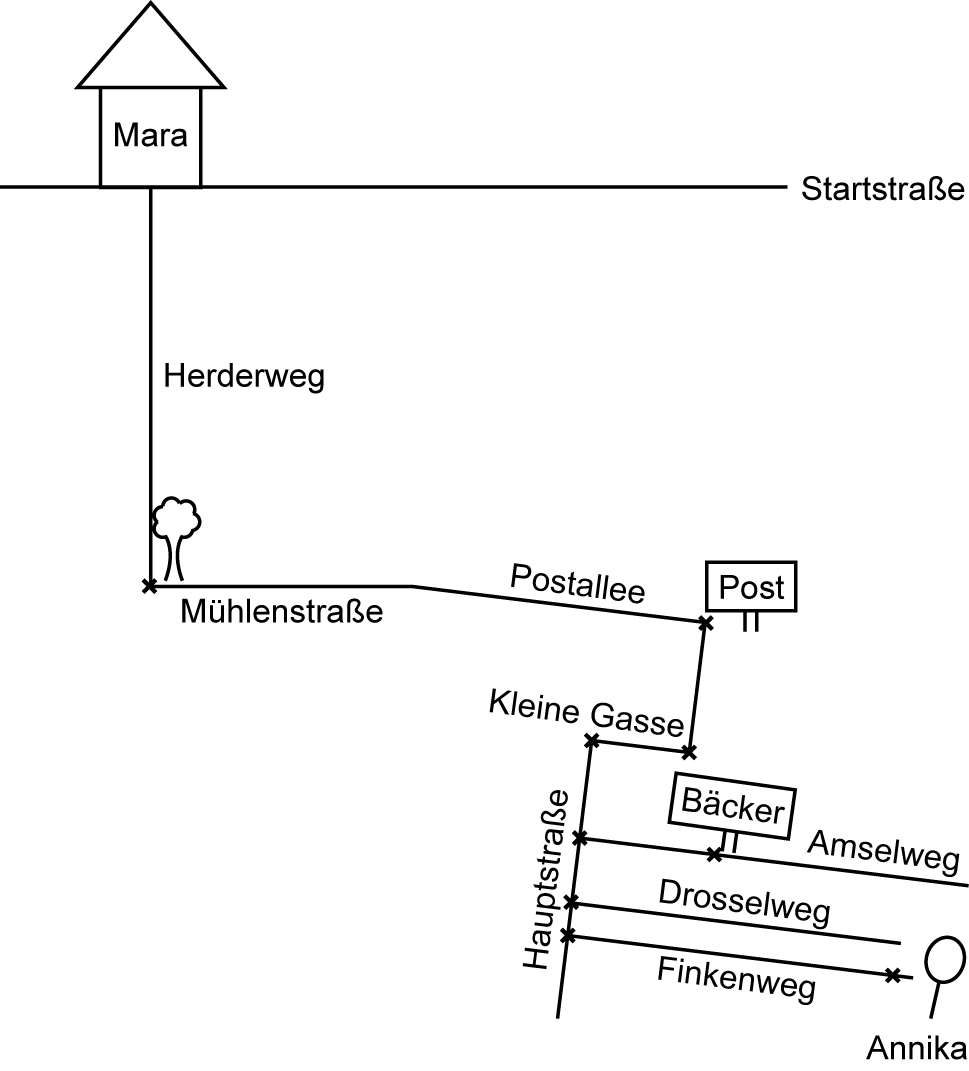 Mara
Startstraße
Herderweg
Postallee
Post
Mühlenstraße
Kleine Gasse
Bäcker
Hauptstraße
Amselweg
Drosselweg
Finkenweg
Annika